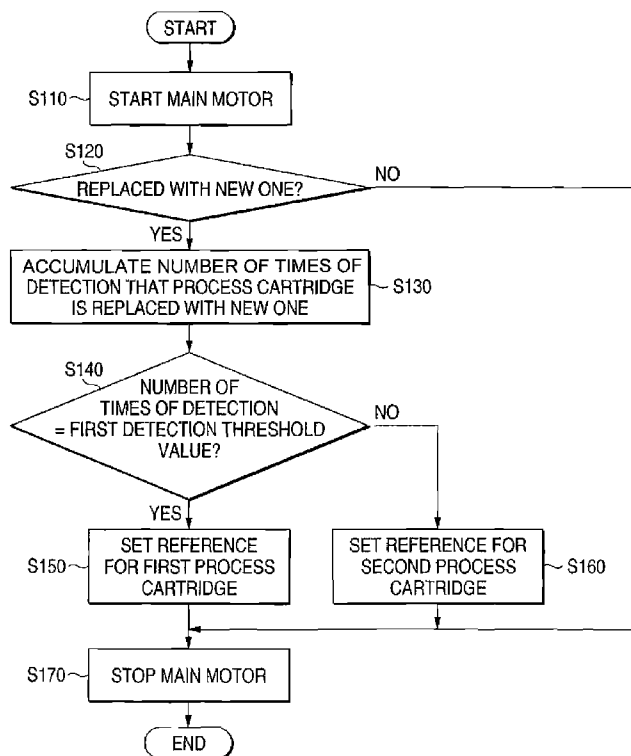 START
S110
START MAIN MOTOR
S120
REPLACED WITH NEW ONE?
NO
YES
ACCUMULATE NUMBER OF TIMES OF
DETECTION THAT PROCESS CARTRIDGE
IS REPLACED WITH NEW ONE
S130
S140
NUMBER OF
TIMES OF DETECTION
= FIRST DETECTION THRESHOLD
VALUE?
NO
YES
S150
SET REFERENCE
FOR FIRST PROCESS
CARTRIDGE
SET REFERENCE FOR
SECOND PROCESS
CARTRIDGE
S160
S170
STOP MAIN MOTOR
END